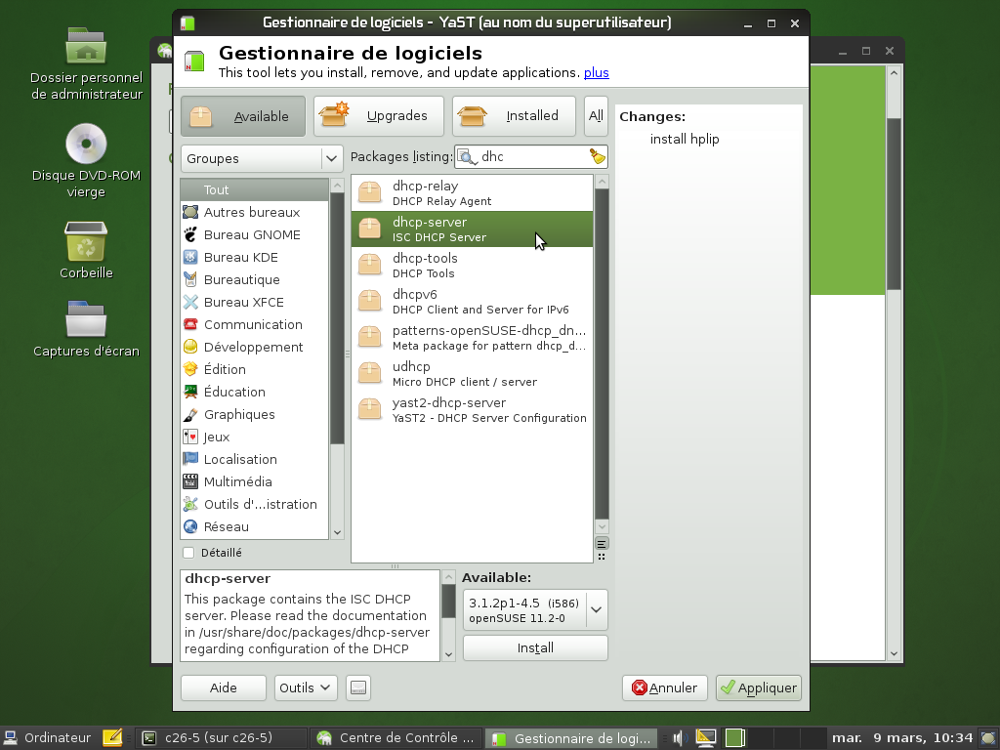 Gestionnaire de logiciels - YaST (au nom du superutilisateur)
Gestionnaire de logiciels
This tool lets you install, remove, and update applications. plus
Dossier personnel
de administrateur
Disque DVD-ROM
vierge
Corbeille
Captures d'écran
Available
Upgrades
Installed
All
Groupes
Packages listing:
dhc
Tout
Autres bureaux
Bureau GNOME
Bureau KDE
Bureautique
Bureau XFCE
Communication
Développement
Édition
Éducation
Graphiques
Jeux
Localisation
Multimédia
Outils d'...istration
Réseau
Détaillé
dhcp-relay
DHCP Relay Agent
dhcp-server
ISC DHCP Server
dhcp-tools
DHCP Tools
dhcpv6
DHCP Client and Server for IPv6
patterns-openSUSE-dhcp_dn...
Meta package for pattern dhcp_d...
udhcp
Micro DHCP client / server
yast2-dhcp-server
YaST2 - DHCP Server Configuration
Changes:
install hplip
dhcp-server
This package contains the ISC DHCP
server. Please read the documentation
in /usr/share/doc/packages/dhcp-server
regarding configuration of the DHCP
Available:
3.1.2p1-4.5 (i586)
openSUSE 11.2-0
Install
Aide
Outils
Annuler
Appliquer
Ordinateur
c26-5 (sur c26-5)
Centre de Contrôle ...
Gestionnaire de logi...
mar. 9 mars, 10:34